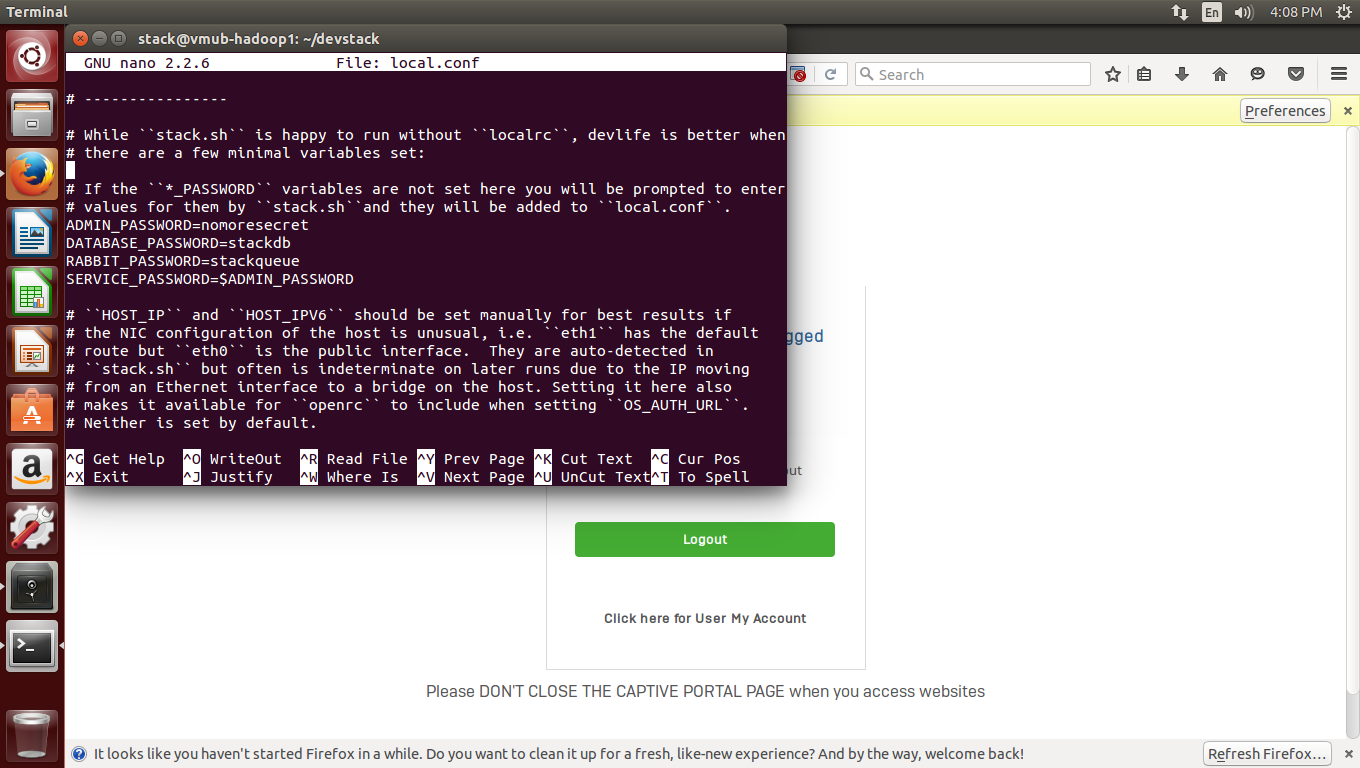 Terminal
En
4:08 PM
stack@vmub-hadoop1: ~/devstack
GNU nano 2.2.6 File: local.conf
# ----------------
# While ``stack.sh`` is happy to run without ``localrc``, devlife is better when
# there are a few minimal variables set:
# If the ``*_PASSWORD`` variables are not set here you will be prompted to enter
# values for them by ``stack.sh``and they will be added to ``local.conf``.
ADMIN_PASSWORD=nomoresecret
DATABASE_PASSWORD=stackdb
RABBIT_PASSWORD=stackqueue
SERVICE_PASSWORD=$ADMIN_PASSWORD
# ``HOST_IP`` and ``HOST_IPV6`` should be set manually for best results if
# the NIC configuration of the host is unusual, i.e. ``eth1`` has the default
# route but ``eth0`` is the public interface.  They are auto-detected in
# ``stack.sh`` but often is indeterminate on later runs due to the IP moving
# from an Ethernet interface to a bridge on the host. Setting it here also
# makes it available for ``openrc`` to include when setting ``OS_AUTH_URL``.
# Neither is set by default.
^G Get Help ^O WriteOut ^R Read File ^Y Prev Page ^K Cut Text ^C Cur Pos
^X Exit ^J Justify ^W Where Is ^V Next Page ^U UnCut Text ^T To Spell
Search
Preferences
gged
out
Logout
Click here for User My Account
Please DON'T CLOSE THE CAPTIVE PORTAL PAGE when you access websites
It looks like you haven't started Firefox in a while. Do you want to clean it up for a fresh, like-new experience? And by the way, welcome back!
Refresh Firefox...